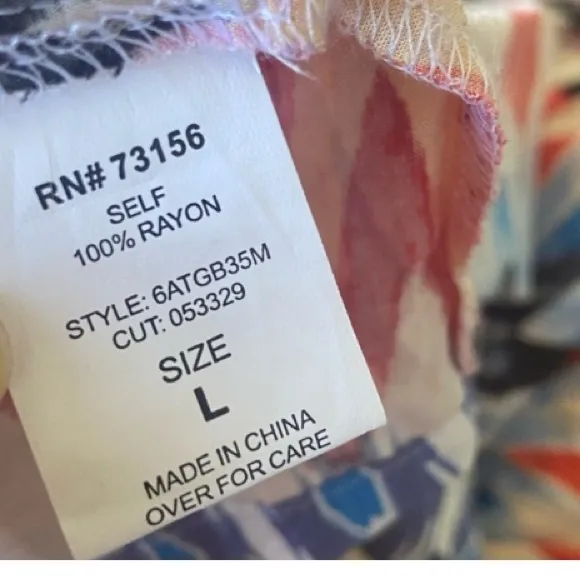 RN# 73156
SELF
100% RAYON
STYLE: 6ATGB35M
CUT: 053329
SIZE
L
MADE IN CHINA
OVER FOR CARE